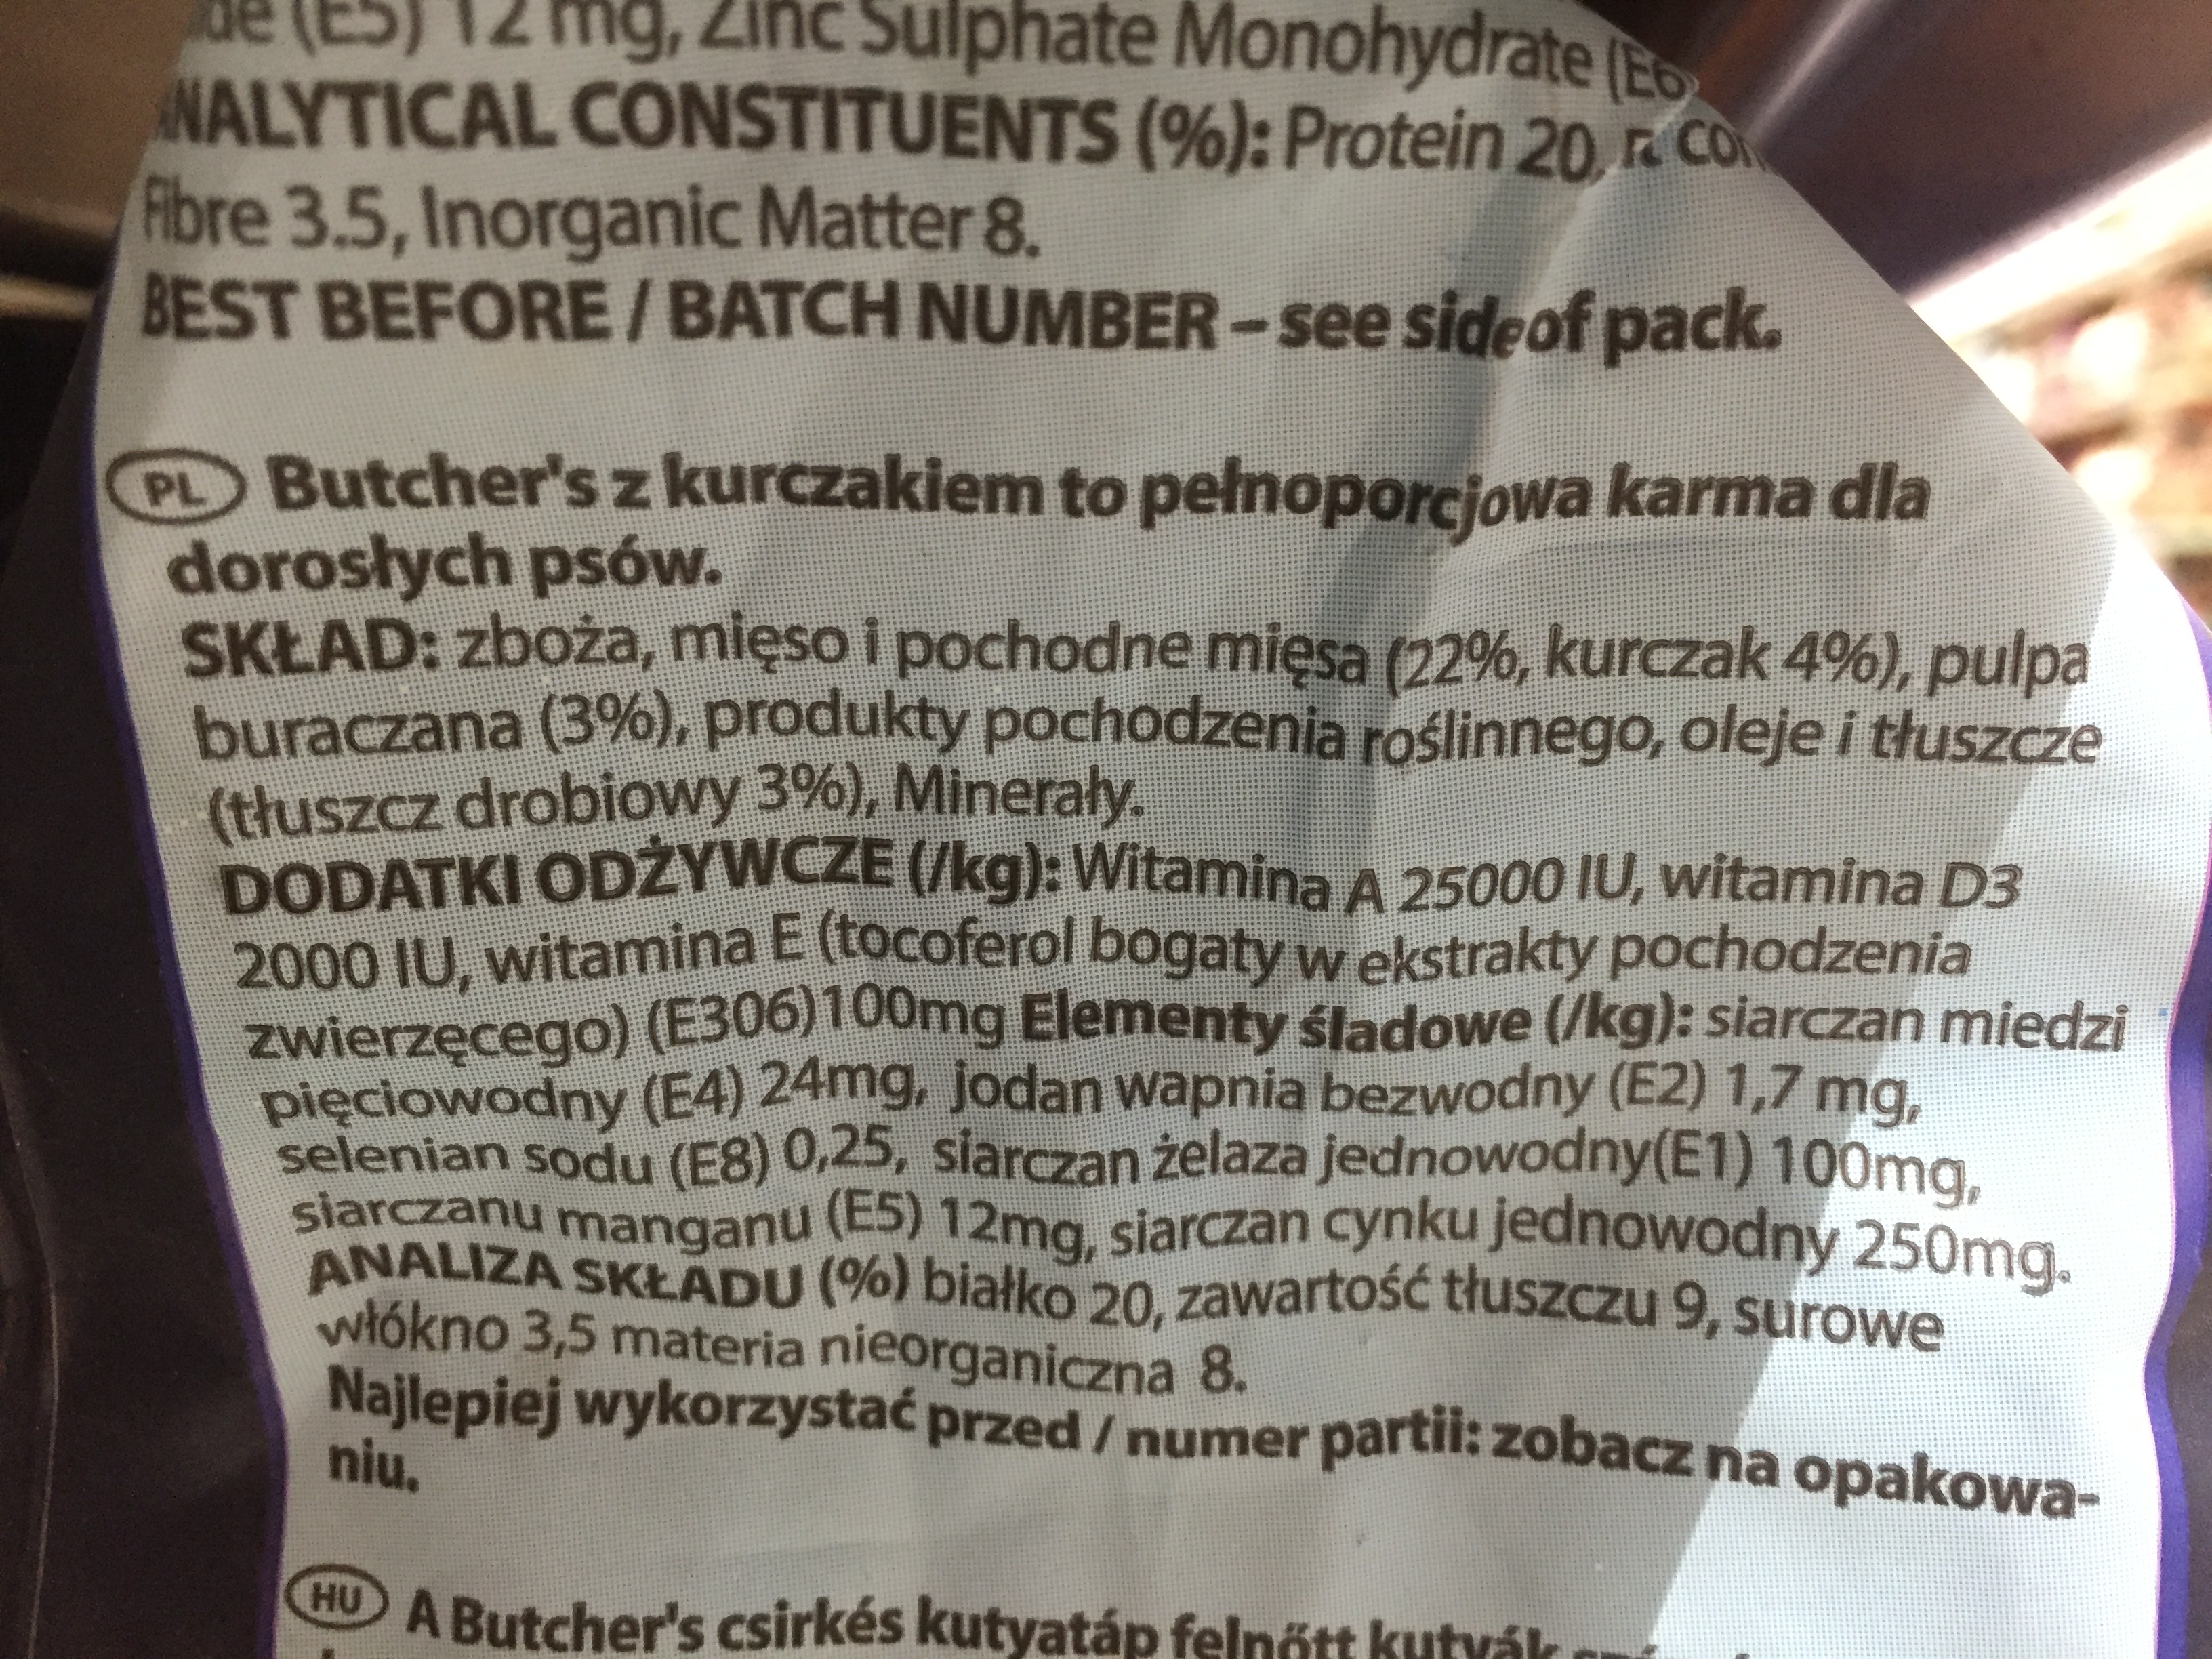 de (E5) 12 mg, Zinc Sulphate Monohydrate (E6)
ANALYTICAL CONSTITUENTS (%): Protein 20,
Fibre 3.5, Inorganic Matter 8.
BEST BEFORE / BATCH NUMBER – see side of pack.
PL Butcher's z kurczakiem to pełnoporcjowa karma dla
dorosłych psów.
SKŁAD: zboża, mięso i pochodne mięsa (22%, kurczak 4%), pulpa
buraczana (3%), produkty pochodzenia roślinnego, oleje i tłuszcze
(tłuszcz drobiowy 3%), Minerały.
DODATKI ODŻYWCZE (/kg): Witamina A 25000 IU, witamina D3
2000 IU, witamina E (tocoferol bogaty w ekstrakty pochodzenia
zwierzęcego) (E306)100mg Elementy śladowe (/kg): siarczan miedzi
pięciowodny (E4) 24mg, jodan wapnia bezwodny (E2) 1,7 mg,
selenian sodu (E8) 0,25, siarczan żelaza jednowodny(E1) 100mg,
siarczanu manganu (E5) 12mg, siarczan cynku jednowodny 250mg.
ANALIZA SKŁADU (%) białko 20, zawartość tłuszczu 9, surowe
włókno 3,5 materia nieorganiczna 8.
Najlepiej wykorzystać przed / numer partii: zobacz na opakowa-
niu.
HU A Butcher's csirkés kutyatáp felnőtt kutyák